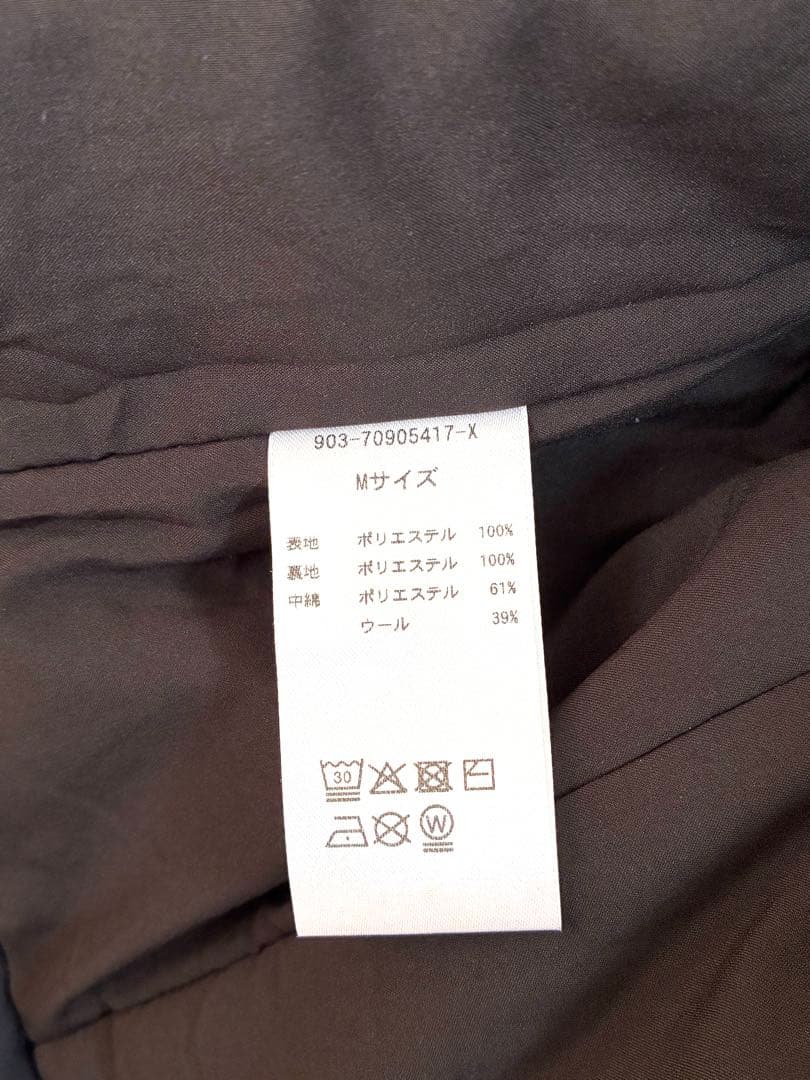 903-70905417-X
Mサイズ
表地 ポリエステル 100%
裏地 ポリエステル 100%
中綿 ポリエステル 61%
ウール 39%
30
W